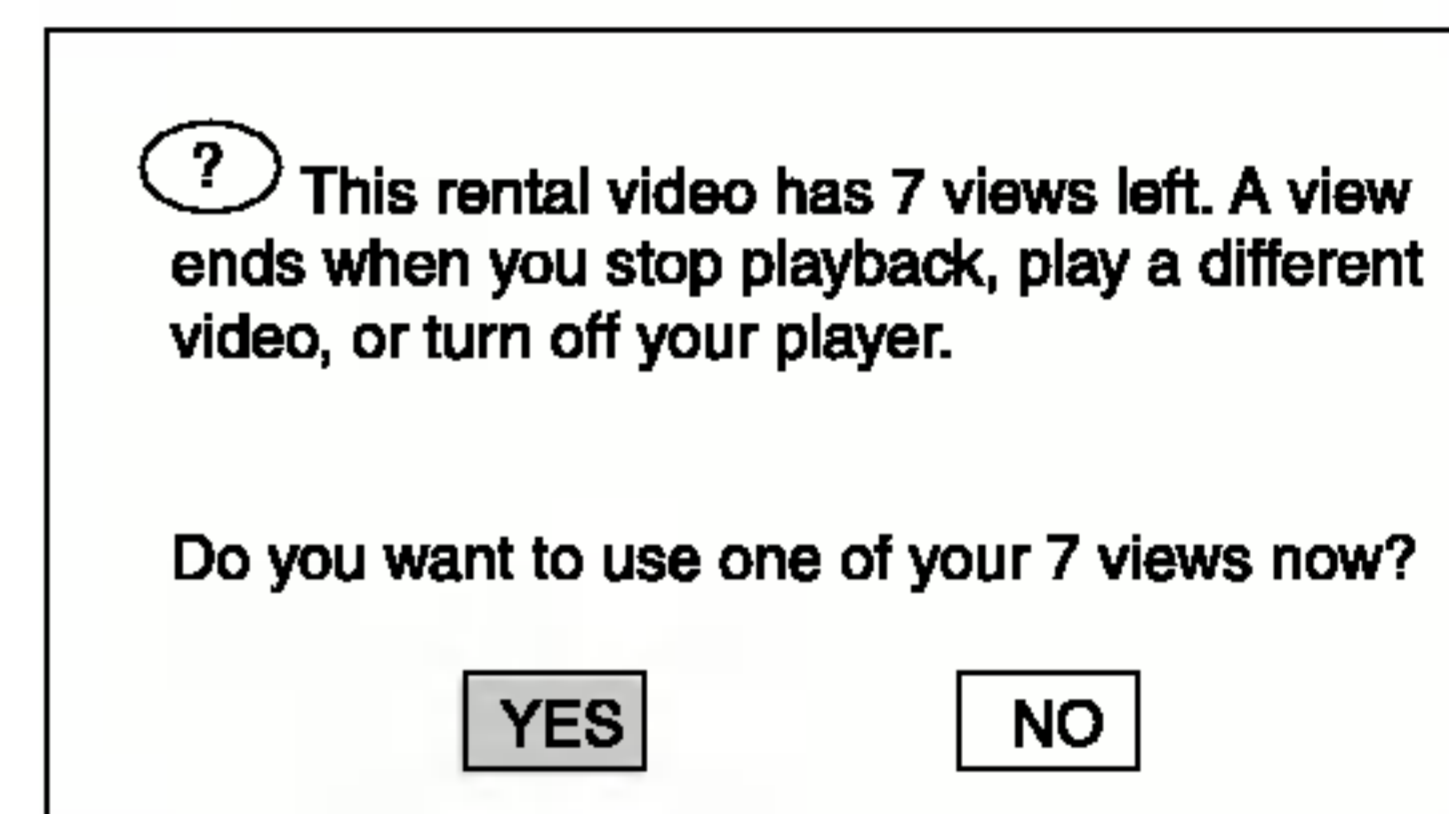 ? This rental video has 7 views left. A view
ends when you stop playback, play a different
video, or turn off your player.
Do you want to use one of your 7 views now?
YES NO